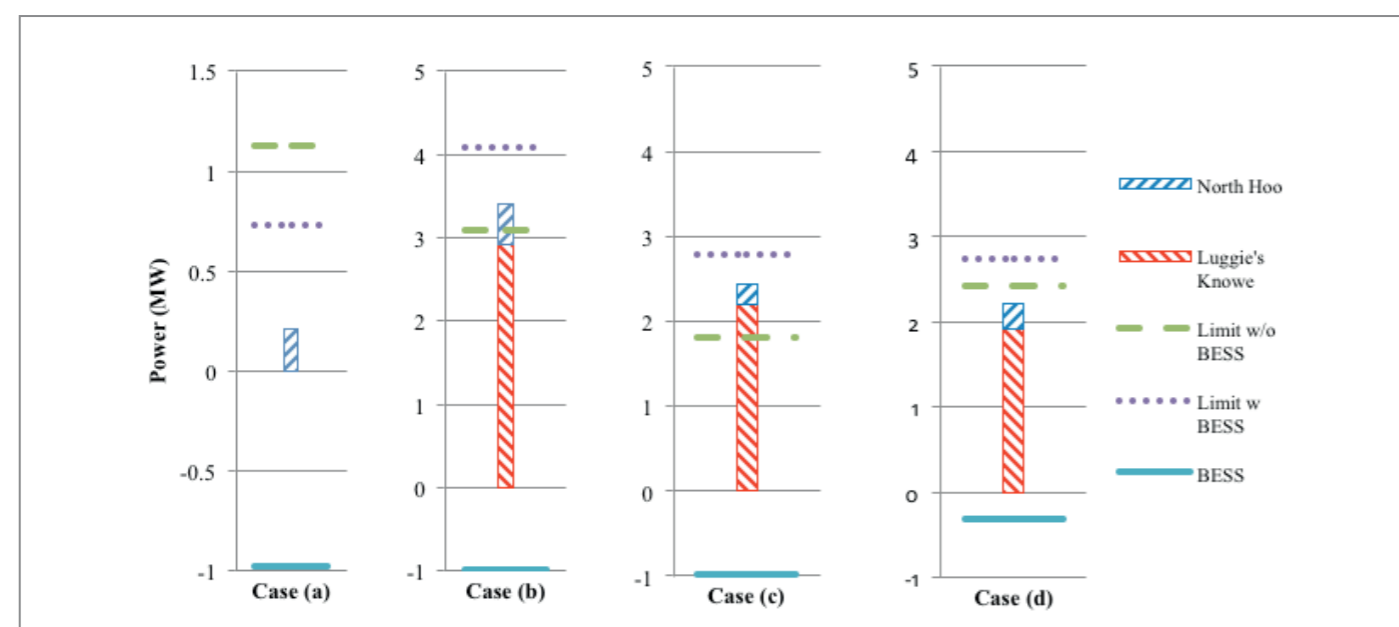 1.5
1
0.5
0
-0.5
-1
Power (MW)
Case (a)
5
4
3
2
1
0
-1
Case (b)
5
4
3
2
1
0
-1
Case (c)
5
4
3
2
1
0
-1
Case (d)
North Hoo
Luggie's
Knowe
Limit w/o
BESS
Limit w
BESS
BESS